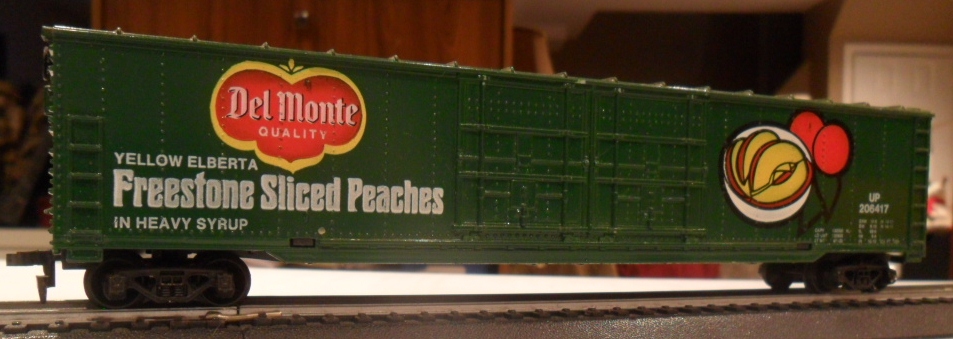 Del Monte
QUALITY
YELLOW ELBERTA
Freestone Sliced Peaches
IN HEAVY SYRUP
UP
206417